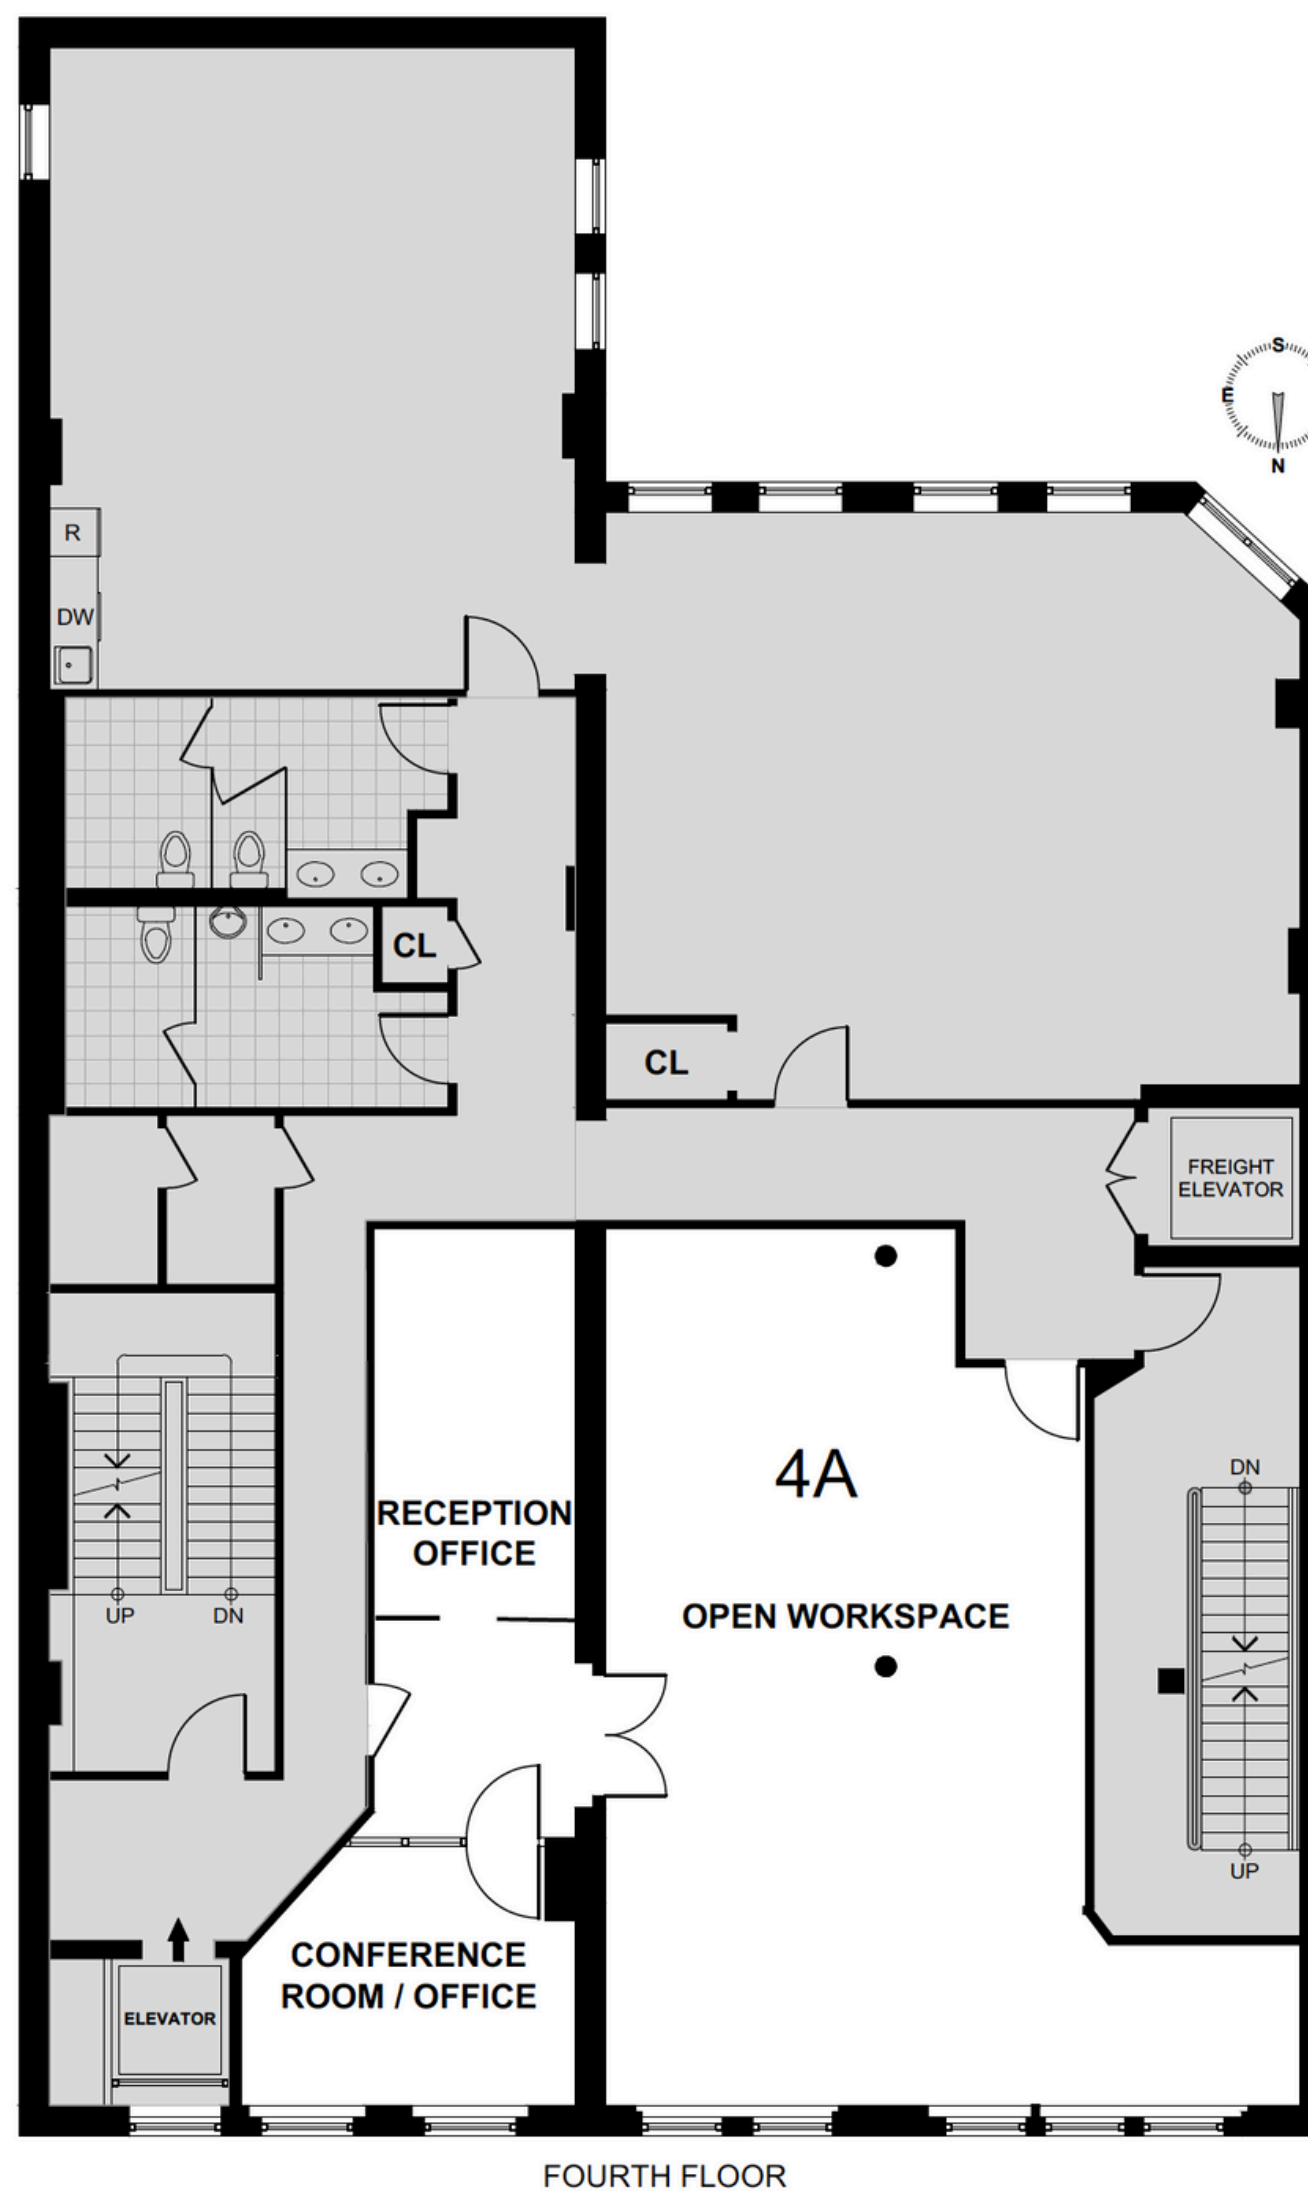 S
E
N
R
DW
CL
CL
FREIGHT
ELEVATOR
4A
DN
RECEPTION
OFFICE
UP
DN
OPEN WORKSPACE
UP
CONFERENCE
ROOM / OFFICE
ELEVATOR
FOURTH FLOOR